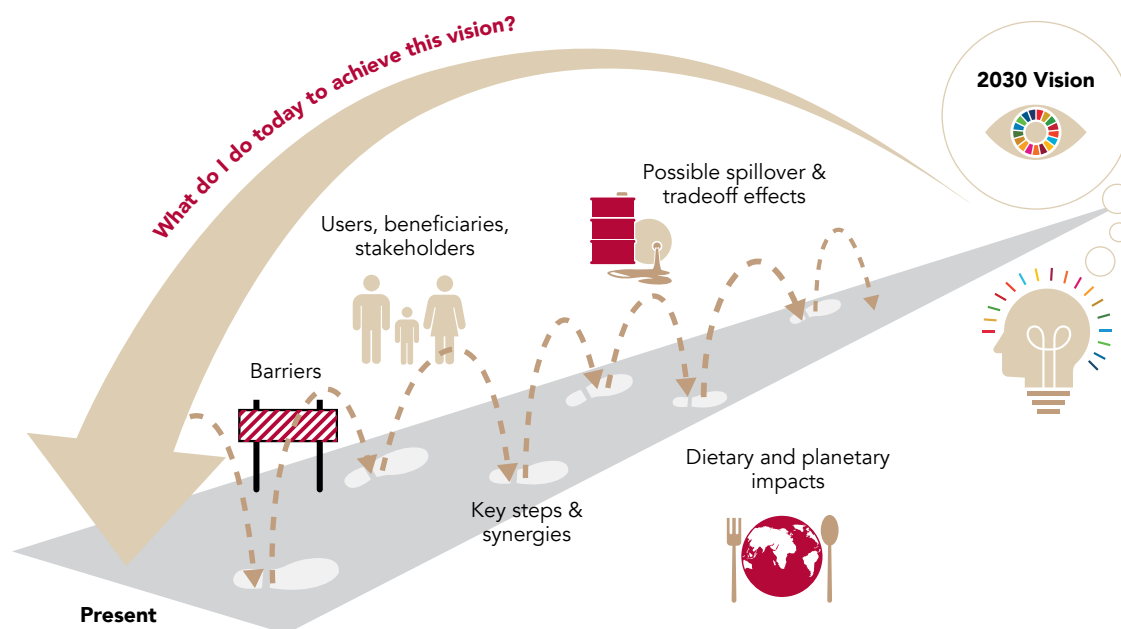 What do I do today to achieve this vision?
2030 Vision
Possible spillover &
tradeoff effects
Users, beneficiaries,
stakeholders
Barriers
Dietary and planetary
impacts
Key steps &
synergies
Present